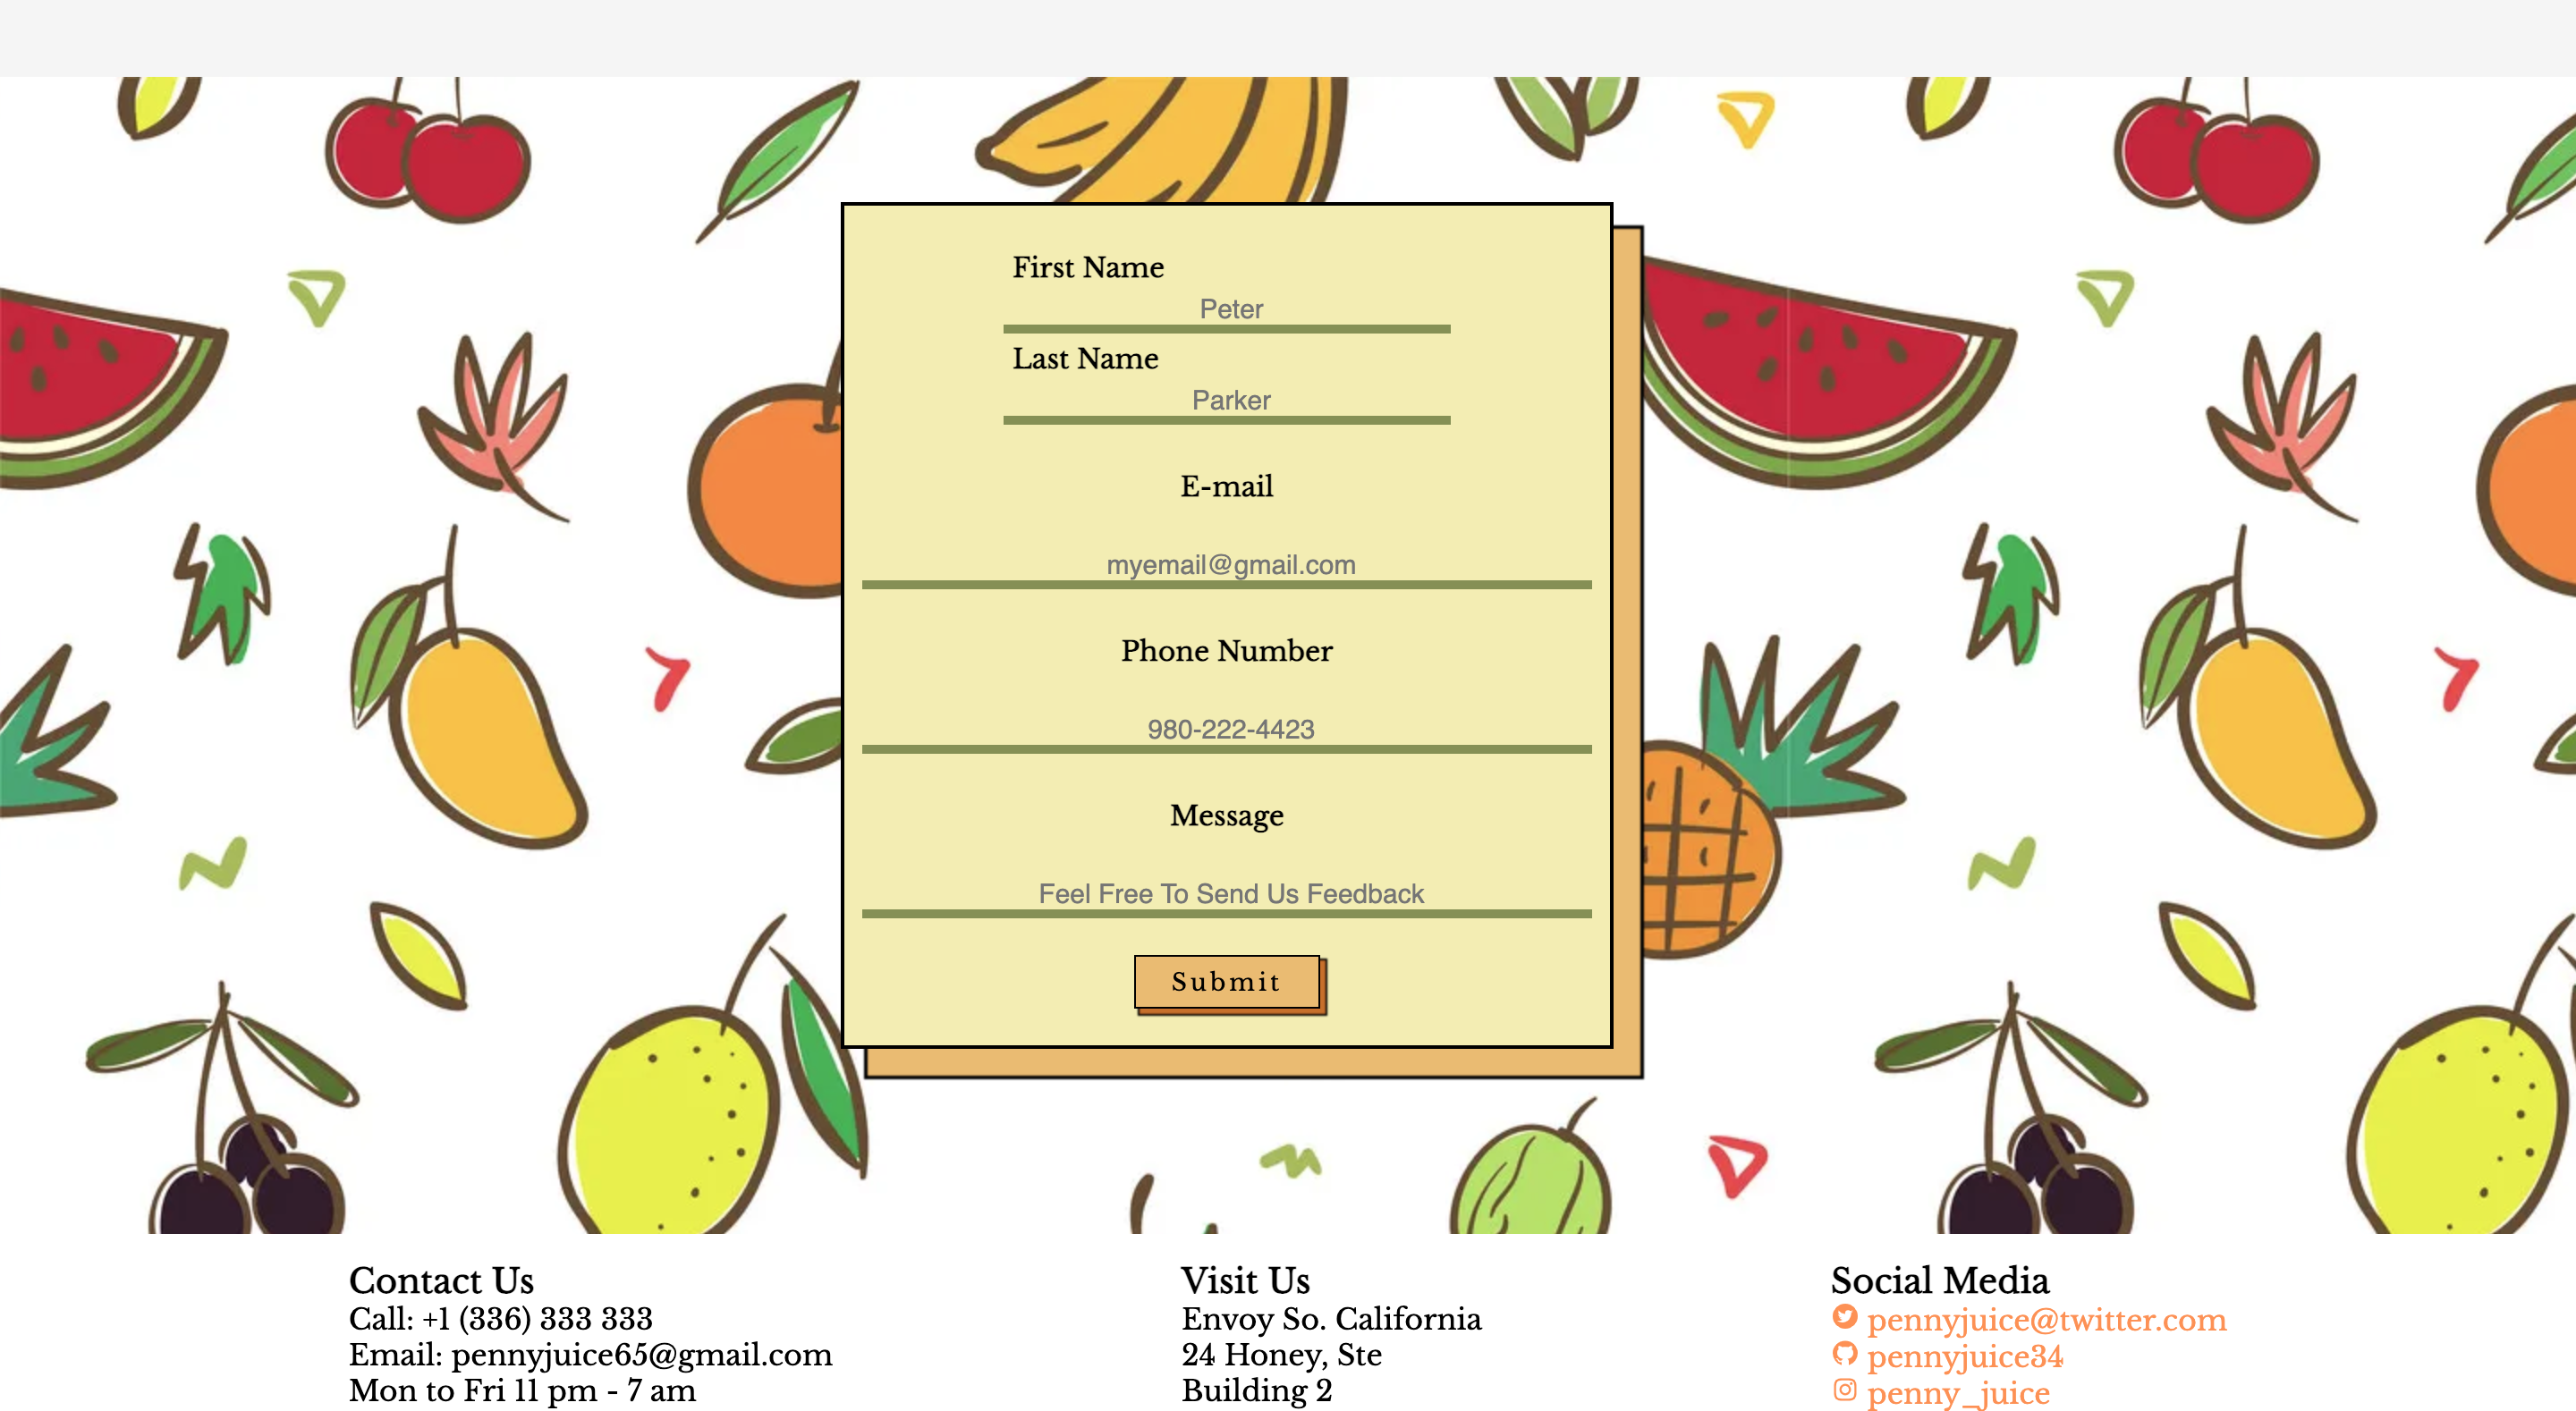 First Name
Peter
Last Name
Parker
E-mail
myemail@gmail.com
Phone Number
980-222-4423
Message
Feel Free To Send Us Feedback
Submit
Contact Us
Call: +1 (336) 333 333
Email: pennyjuice65@gmail.com
Mon to Fri 11 pm - 7 am
Visit Us
Envoy So. California
24 Honey, Ste
Building 2
Social Media
pennyjuice@twitter.com
pennyjuice34
penny_juice